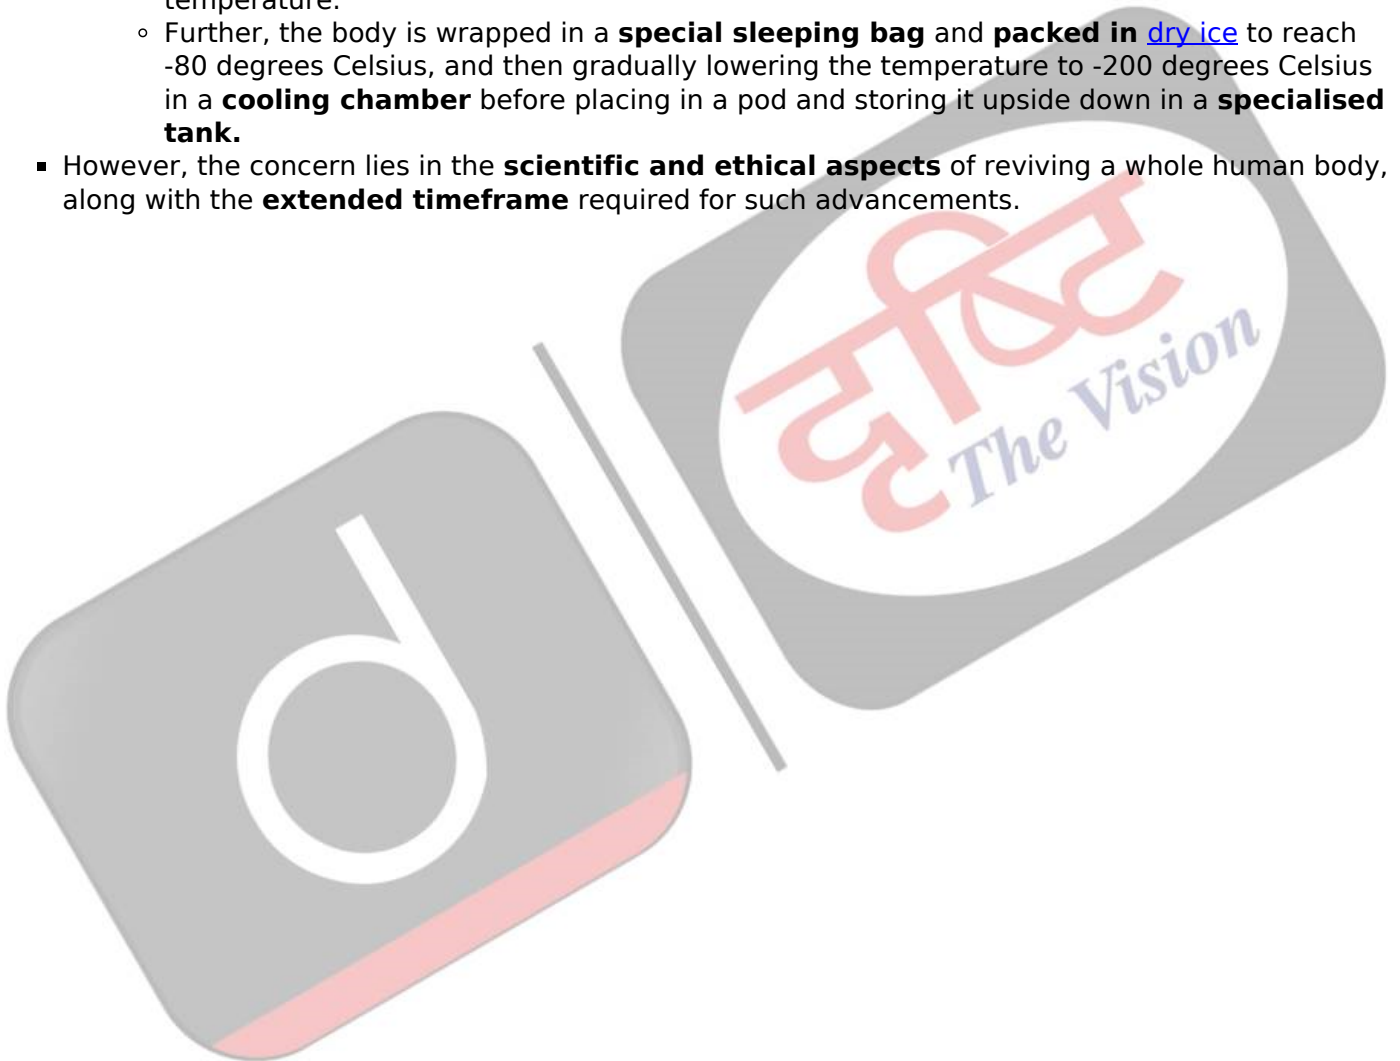 temperature.
Further, the body is wrapped in a special sleeping bag and packed in dry ice to reach
-80 degrees Celsius, and then gradually lowering the temperature to -200 degrees Celsius
in a cooling chamber before placing in a pod and storing it upside down in a specialised
tank.
However, the concern lies in the scientific and ethical aspects of reviving a whole human body,
along with the extended timeframe required for such advancements.
दृष्टि
The Vision
d